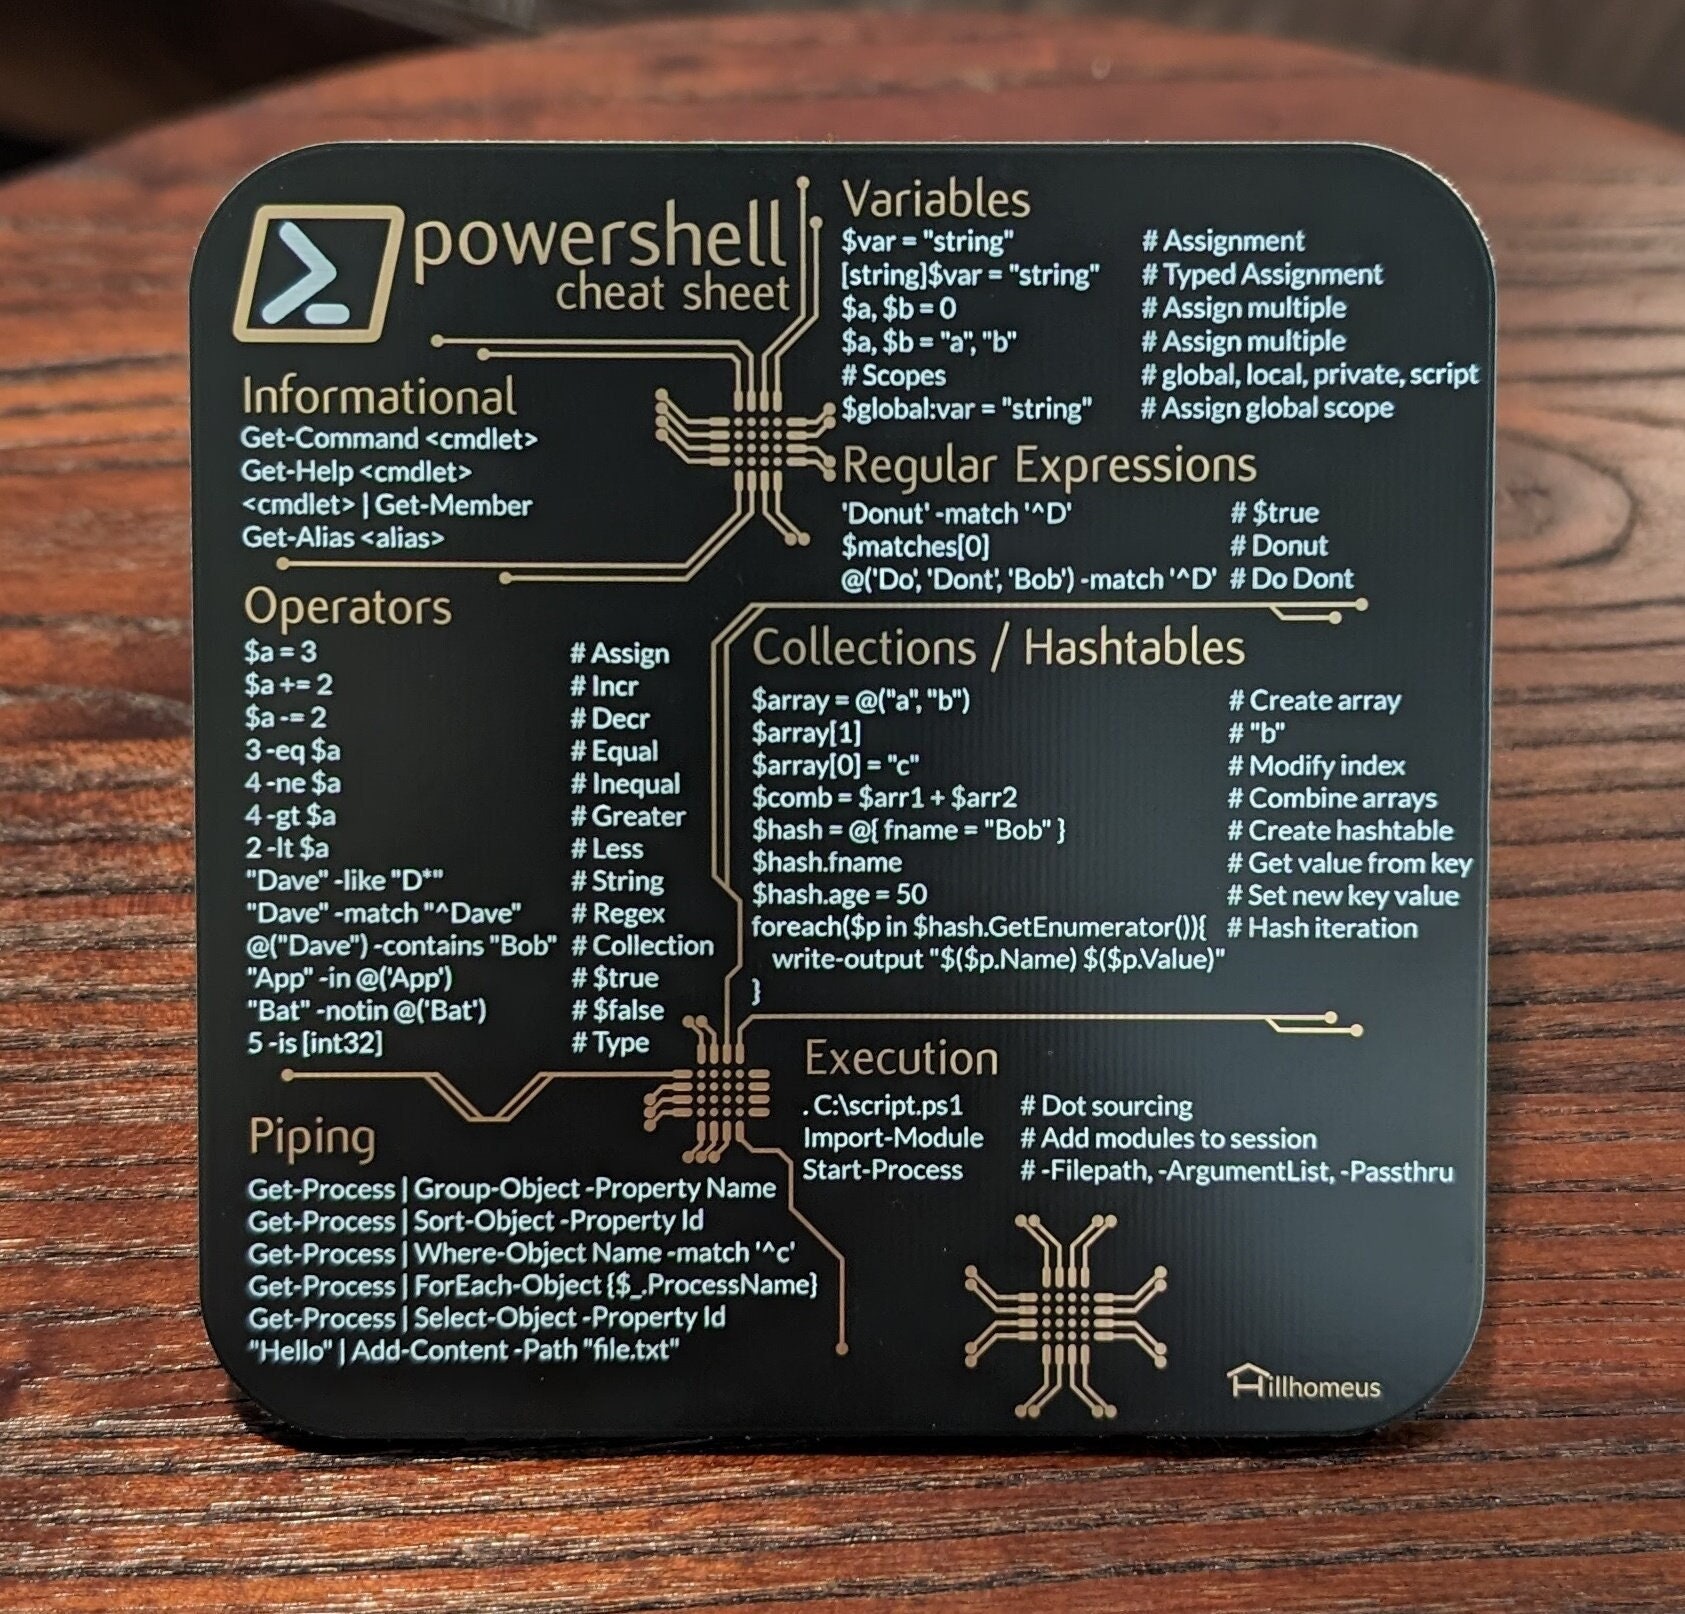 powershell
cheat sheet
Informational
Get-Command <cmdlet>
Get-Help <cmdlet>
<cmdlet> | Get-Member
Get-Alias <alias>
Operators
$a = 3 # Assign
$a += 2 # Incr
$a -= 2 # Decr
3 -eq $a # Equal
4 -ne $a # Inequal
4 -gt $a # Greater
2 -lt $a # Less
"Dave" -like "D*" # String
"Dave" -match "^Dave" # Regex
@("Dave") -contains "Bob" # Collection
"App" -in @('App') # $true
"Bat" -notin @('Bat') # $false
5 -is [int32] # Type
Piping
Get-Process | Group-Object -Property Name
Get-Process | Sort-Object -Property Id
Get-Process | Where-Object Name -match '^c'
Get-Process | ForEach-Object {$_.ProcessName}
Get-Process | Select-Object -Property Id
"Hello" | Add-Content -Path "file.txt"
Variables
$var = "string" # Assignment
[string]$var = "string" # Typed Assignment
$a, $b = 0 # Assign multiple
$a, $b = "a", "b" # Assign multiple
# Scopes # global, local, private, script
$global:var = "string" # Assign global scope
Regular Expressions
'Donut' -match '^D' # $true
$matches[0] # Donut
@('Do', 'Dont', 'Bob') -match '^D' # Do Dont
Collections / Hashtables
$array = @("a", "b") # Create array
$array[1] # "b"
$array[0] = "c" # Modify index
$comb = $arr1 + $arr2 # Combine arrays
$hash = @{ fname = "Bob" } # Create hashtable
$hash.fname # Get value from key
$hash.age = 50 # Set new key value
foreach($p in $hash.GetEnumerator()){ # Hash iteration
write-output "$($p.Name) $($p.Value)"
}
Execution
. C:\script.ps1 # Dot sourcing
Import-Module # Add modules to session
Start-Process # -Filepath, -ArgumentList, -Passthru
Hillhomeus